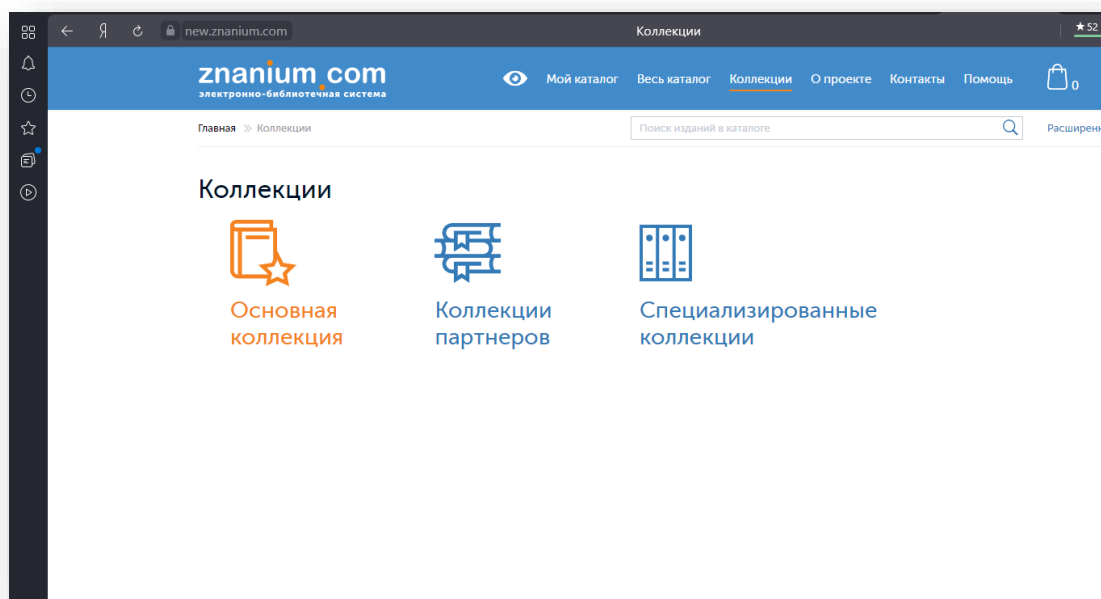 Я new.znanium.com Коллекции ★52
znanium.com
электронно-библиотечная система
Мой каталог Весь каталог Коллекции О проекте Контакты Помощь 0
Главная » Коллекции Поиск изданий в каталоге Расширен
Коллекции
Основная
коллекция
Коллекции
партнеров
Специализированные
коллекции